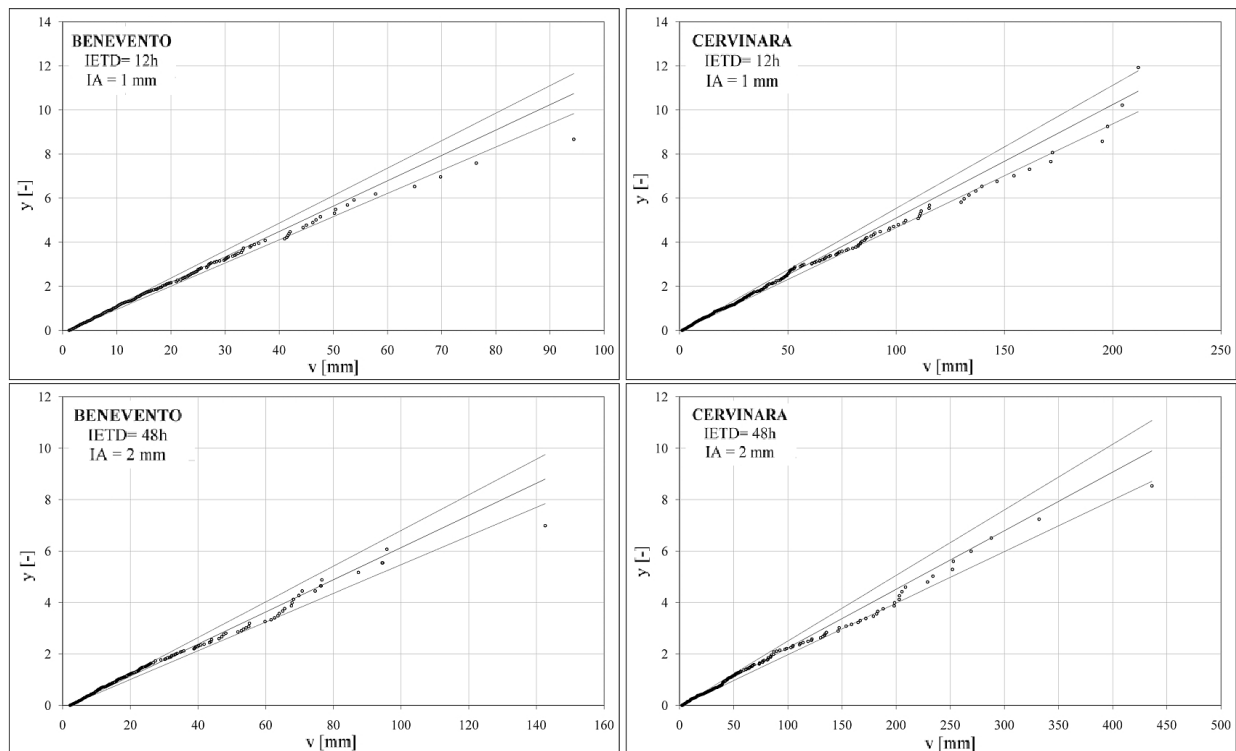 14
12
10
8
6
4
2
0
y [-]
BENEVENTO
IETD= 12h
IA = 1 mm
0 10 20 30 40 50 60 70 80 90 100
v [mm]
14
12
10
8
6
4
2
0
y [-]
CERVINARA
IETD= 12h
IA = 1 mm
0 50 100 150 200 250
v [mm]
12
10
8
6
4
2
0
y [-]
BENEVENTO
IETD= 48h
IA = 2 mm
0 20 40 60 80 100 120 140 160
v [mm]
12
10
8
6
4
2
0
y [-]
CERVINARA
IETD= 48h
IA = 2 mm
0 50 100 150 200 250 300 350 400 450 500
v [mm]